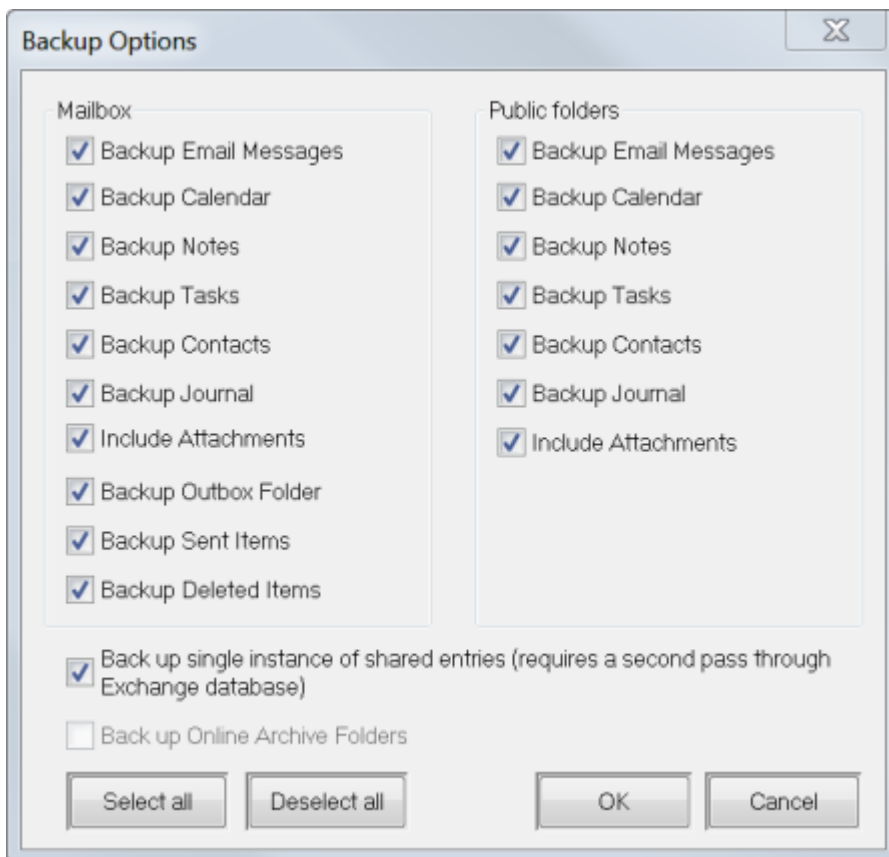 Backup Options
Mailbox
Backup Email Messages
Backup Calendar
Backup Notes
Backup Tasks
Backup Contacts
Backup Journal
Include Attachments
Backup Outbox Folder
Backup Sent Items
Backup Deleted Items
Public folders
Backup Email Messages
Backup Calendar
Backup Notes
Backup Tasks
Backup Contacts
Backup Journal
Include Attachments
Back up single instance of shared entries (requires a second pass through
Exchange database)
Back up Online Archive Folders
Select all
Deselect all
OK
Cancel